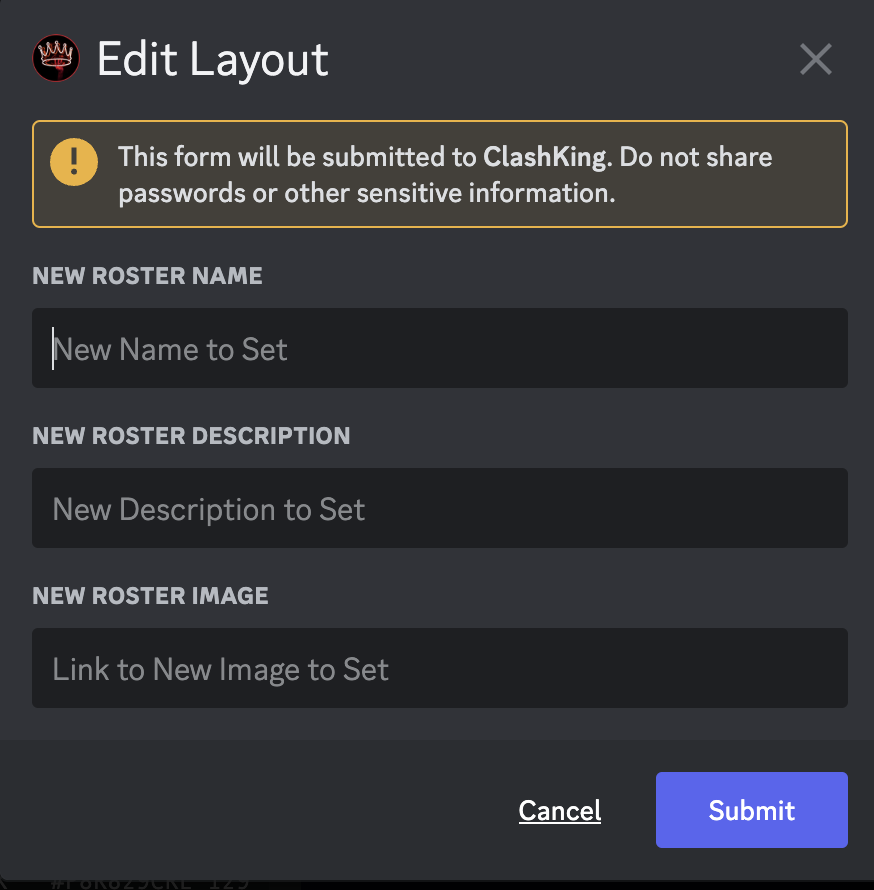 Edit Layout
This form will be submitted to ClashKing. Do not share
passwords or other sensitive information.
NEW ROSTER NAME
New Name to Set
NEW ROSTER DESCRIPTION
New Description to Set
NEW ROSTER IMAGE
Link to New Image to Set
Cancel
Submit